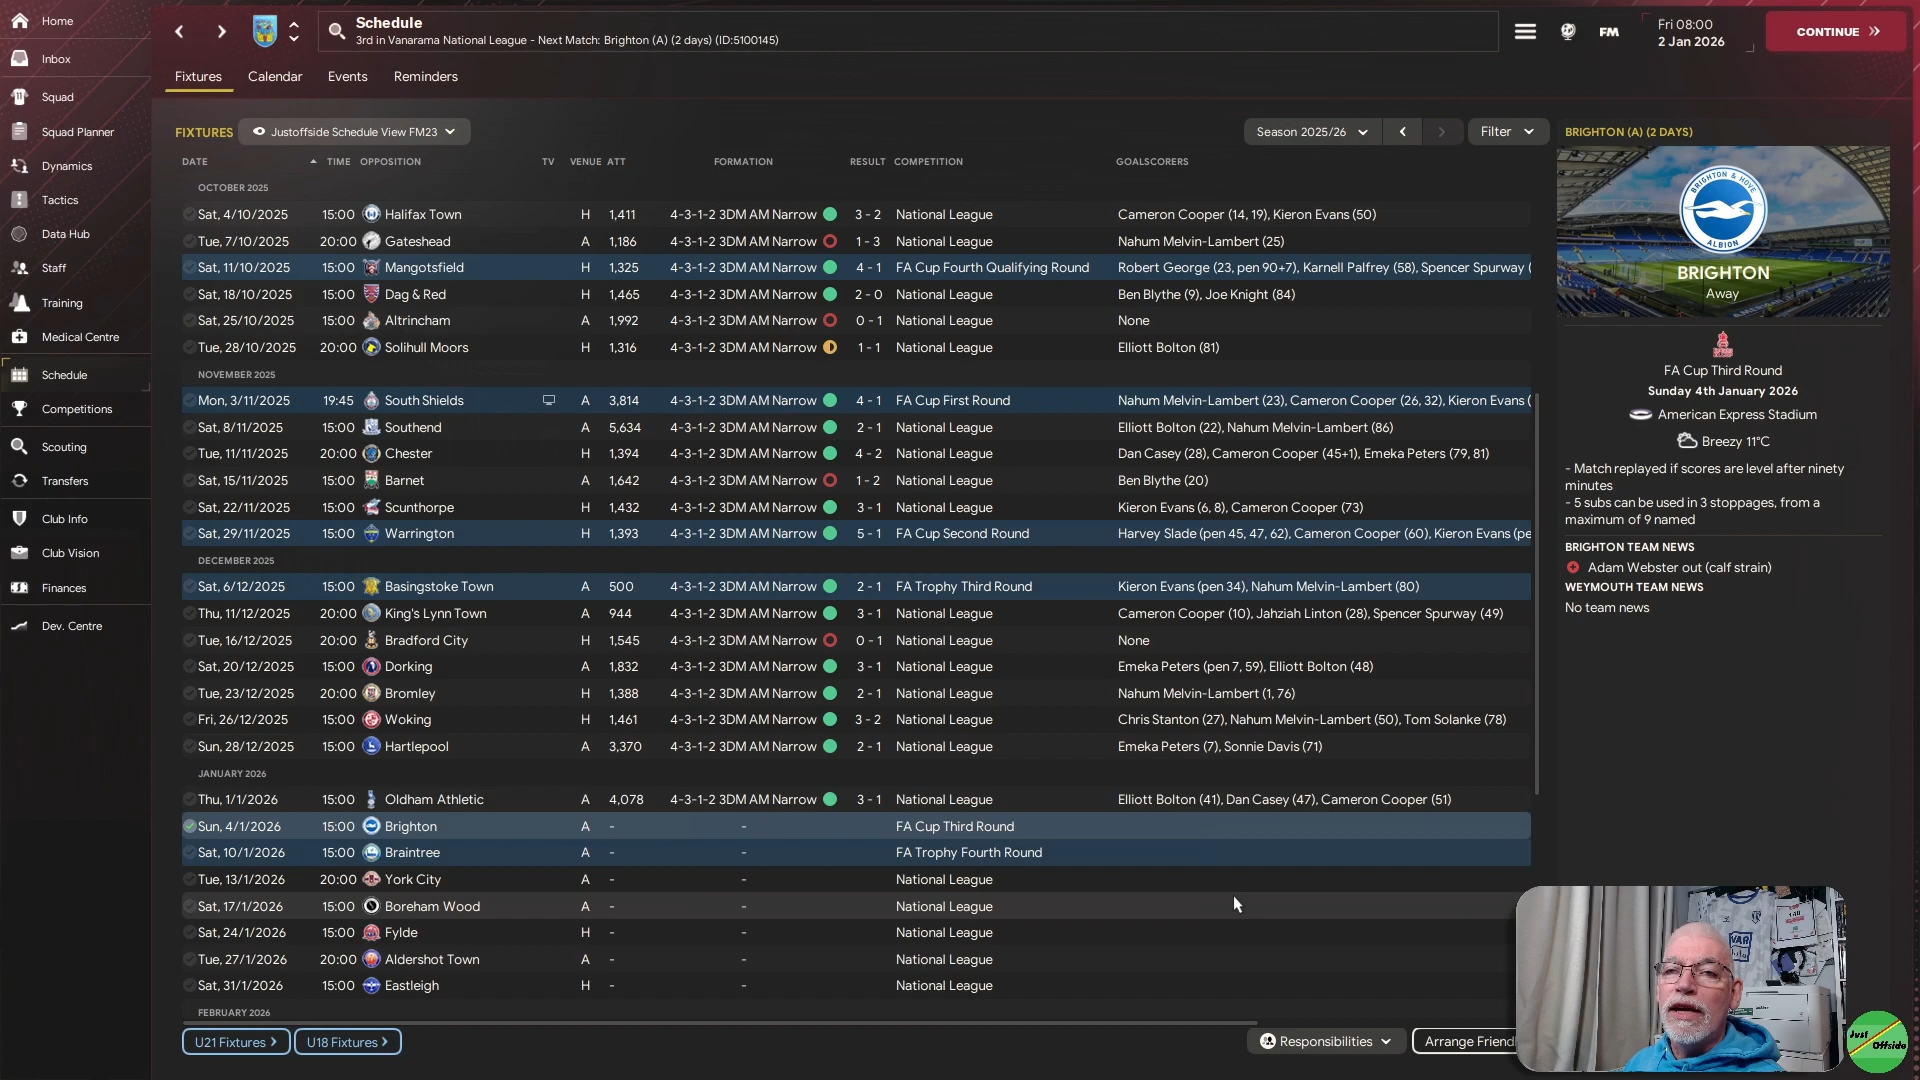 Home
Inbox
Squad
Squad Planner
Dynamics
Tactics
Data Hub
Staff
Training
Medical Centre
Schedule
Competitions
Scouting
Transfers
Club Info
Club Vision
Finances
Dev. Centre
Schedule
3rd in Vanarama National League - Next Match: Brighton (A) (2 days) (ID:5100145)
FM
Fri 08:00
2 Jan 2026
CONTINUE
Fixtures Calendar Events Reminders
FIXTURES Justoffside Schedule View FM23 Season 2025/26 Filter
DATE TIME OPPOSITION TV VENUE ATT FORMATION RESULT COMPETITION GOALSCORERS
OCTOBER 2025
Sat, 4/10/2025 15:00 Halifax Town H 1,411 4-3-1-2 3DM AM Narrow 3 - 2 National League Cameron Cooper (14, 19), Kieron Evans (50)
Tue, 7/10/2025 20:00 Gateshead A 1,186 4-3-1-2 3DM AM Narrow 1 - 3 National League Nahum Melvin-Lambert (25)
Sat, 11/10/2025 15:00 Mangotsfield H 1,325 4-3-1-2 3DM AM Narrow 4 - 1 FA Cup Fourth Qualifying Round Robert George (23, pen 90+7), Karnell Palfrey (58), Spencer Spurway (
Sat, 18/10/2025 15:00 Dag & Red H 1,465 4-3-1-2 3DM AM Narrow 2 - 0 National League Ben Blythe (9), Joe Knight (84)
Sat, 25/10/2025 15:00 Altrincham A 1,992 4-3-1-2 3DM AM Narrow 0 - 1 National League None
Tue, 28/10/2025 20:00 Solihull Moors H 1,316 4-3-1-2 3DM AM Narrow 1 - 1 National League Elliott Bolton (81)
NOVEMBER 2025
Mon, 3/11/2025 19:45 South Shields A 3,814 4-3-1-2 3DM AM Narrow 4 - 1 FA Cup First Round Nahum Melvin-Lambert (23), Cameron Cooper (26, 32), Kieron Evans (
Sat, 8/11/2025 15:00 Southend A 5,634 4-3-1-2 3DM AM Narrow 2 - 1 National League Elliott Bolton (22), Nahum Melvin-Lambert (86)
Tue, 11/11/2025 20:00 Chester H 1,394 4-3-1-2 3DM AM Narrow 4 - 2 National League Dan Casey (28), Cameron Cooper (45+1), Emeka Peters (79, 81)
Sat, 15/11/2025 15:00 Barnet A 1,642 4-3-1-2 3DM AM Narrow 1 - 2 National League Ben Blythe (20)
Sat, 22/11/2025 15:00 Scunthorpe H 1,432 4-3-1-2 3DM AM Narrow 3 - 1 National League Kieron Evans (6, 8), Cameron Cooper (73)
Sat, 29/11/2025 15:00 Warrington H 1,393 4-3-1-2 3DM AM Narrow 5 - 1 FA Cup Second Round Harvey Slade (pen 45, 47, 62), Cameron Cooper (60), Kieron Evans (pe
DECEMBER 2025
Sat, 6/12/2025 15:00 Basingstoke Town A 500 4-3-1-2 3DM AM Narrow 2 - 1 FA Trophy Third Round Kieron Evans (pen 34), Nahum Melvin-Lambert (80)
Thu, 11/12/2025 20:00 King's Lynn Town A 944 4-3-1-2 3DM AM Narrow 3 - 1 National League Cameron Cooper (10), Jahziah Linton (28), Spencer Spurway (49)
Tue, 16/12/2025 20:00 Bradford City H 1,545 4-3-1-2 3DM AM Narrow 0 - 1 National League None
Sat, 20/12/2025 15:00 Dorking A 1,832 4-3-1-2 3DM AM Narrow 3 - 1 National League Emeka Peters (pen 7, 59), Elliott Bolton (48)
Tue, 23/12/2025 20:00 Bromley H 1,388 4-3-1-2 3DM AM Narrow 2 - 1 National League Nahum Melvin-Lambert (1, 76)
Fri, 26/12/2025 15:00 Woking H 1,461 4-3-1-2 3DM AM Narrow 3 - 2 National League Chris Stanton (27), Nahum Melvin-Lambert (50), Tom Solanke (78)
Sun, 28/12/2025 15:00 Hartlepool A 3,370 4-3-1-2 3DM AM Narrow 2 - 1 National League Emeka Peters (7), Sonnie Davis (71)
JANUARY 2026
Thu, 1/1/2026 15:00 Oldham Athletic A 4,078 4-3-1-2 3DM AM Narrow 3 - 1 National League Elliott Bolton (41), Dan Casey (47), Cameron Cooper (51)
Sun, 4/1/2026 15:00 Brighton A - - FA Cup Third Round
Sat, 10/1/2026 15:00 Braintree A - - FA Trophy Fourth Round
Tue, 13/1/2026 20:00 York City A - - National League
Sat, 17/1/2026 15:00 Boreham Wood A - - National League
Sat, 24/1/2026 15:00 Fylde H - - National League
Tue, 27/1/2026 20:00 Aldershot Town A - - National League
Sat, 31/1/2026 15:00 Eastleigh H - - National League
FEBRUARY 2026
U21 Fixtures U18 Fixtures Responsibilities Arrange Friend
BRIGHTON (A) (2 DAYS)
BRIGHTON & HOVE
ALBION
BRIGHTON
Away
FA Cup Third Round
Sunday 4th January 2026
American Express Stadium
Breezy 11°C
- Match replayed if scores are level after ninety
minutes
- 5 subs can be used in 3 stoppages, from a
maximum of 9 named
BRIGHTON TEAM NEWS
Adam Webster out (calf strain)
WEYMOUTH TEAM NEWS
No team news
VAR
Just
Offside